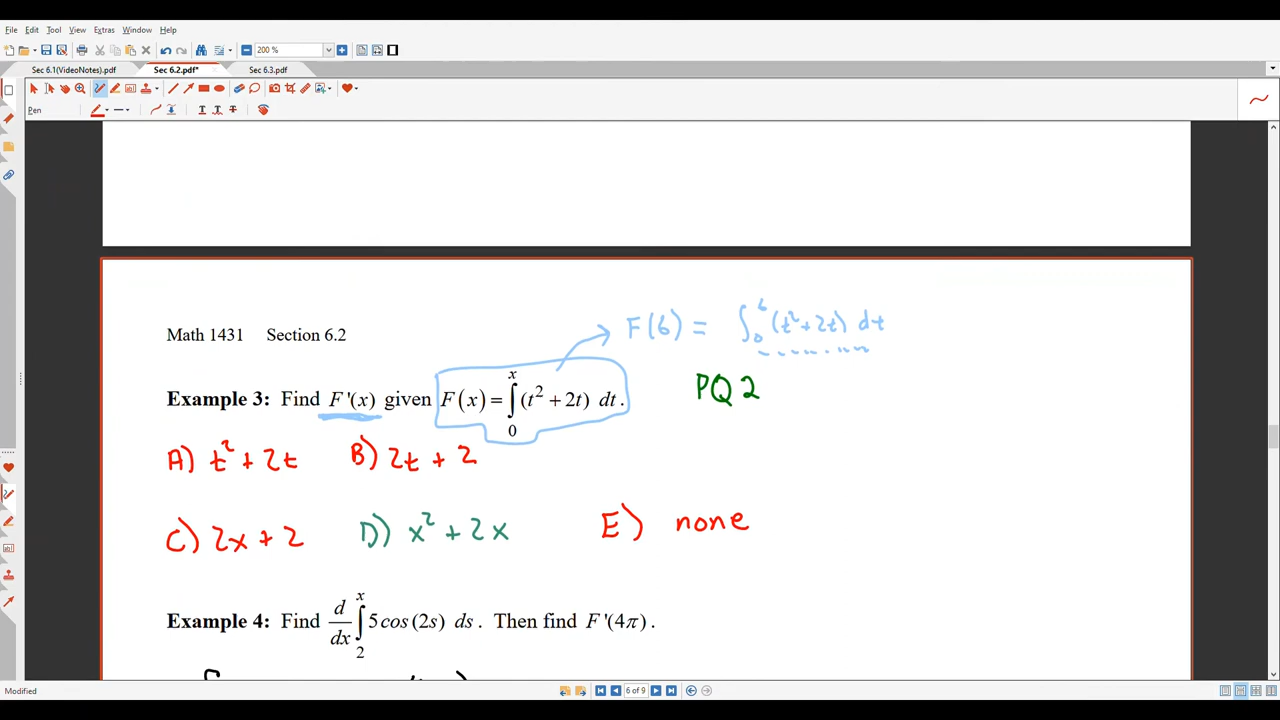 File Edit Tool View Extras Window Help
200 %
Sec 6.1(VideoNotes).pdf Sec 6.2.pdf* Sec 6.3.pdf
Pen
F(6) = ∫₀⁶ (t²+2t) dt
Math 1431 Section 6.2
Example 3: Find F'(x) given F(x) = ∫₀ˣ (t² + 2t) dt.
PQ 2
A) t² + 2t B) 2t + 2
C) 2x + 2 D) x² + 2x E) none
Example 4: Find d/dx ∫₂ˣ 5cos(2s) ds. Then find F'(4π).
Modified 6 of 9